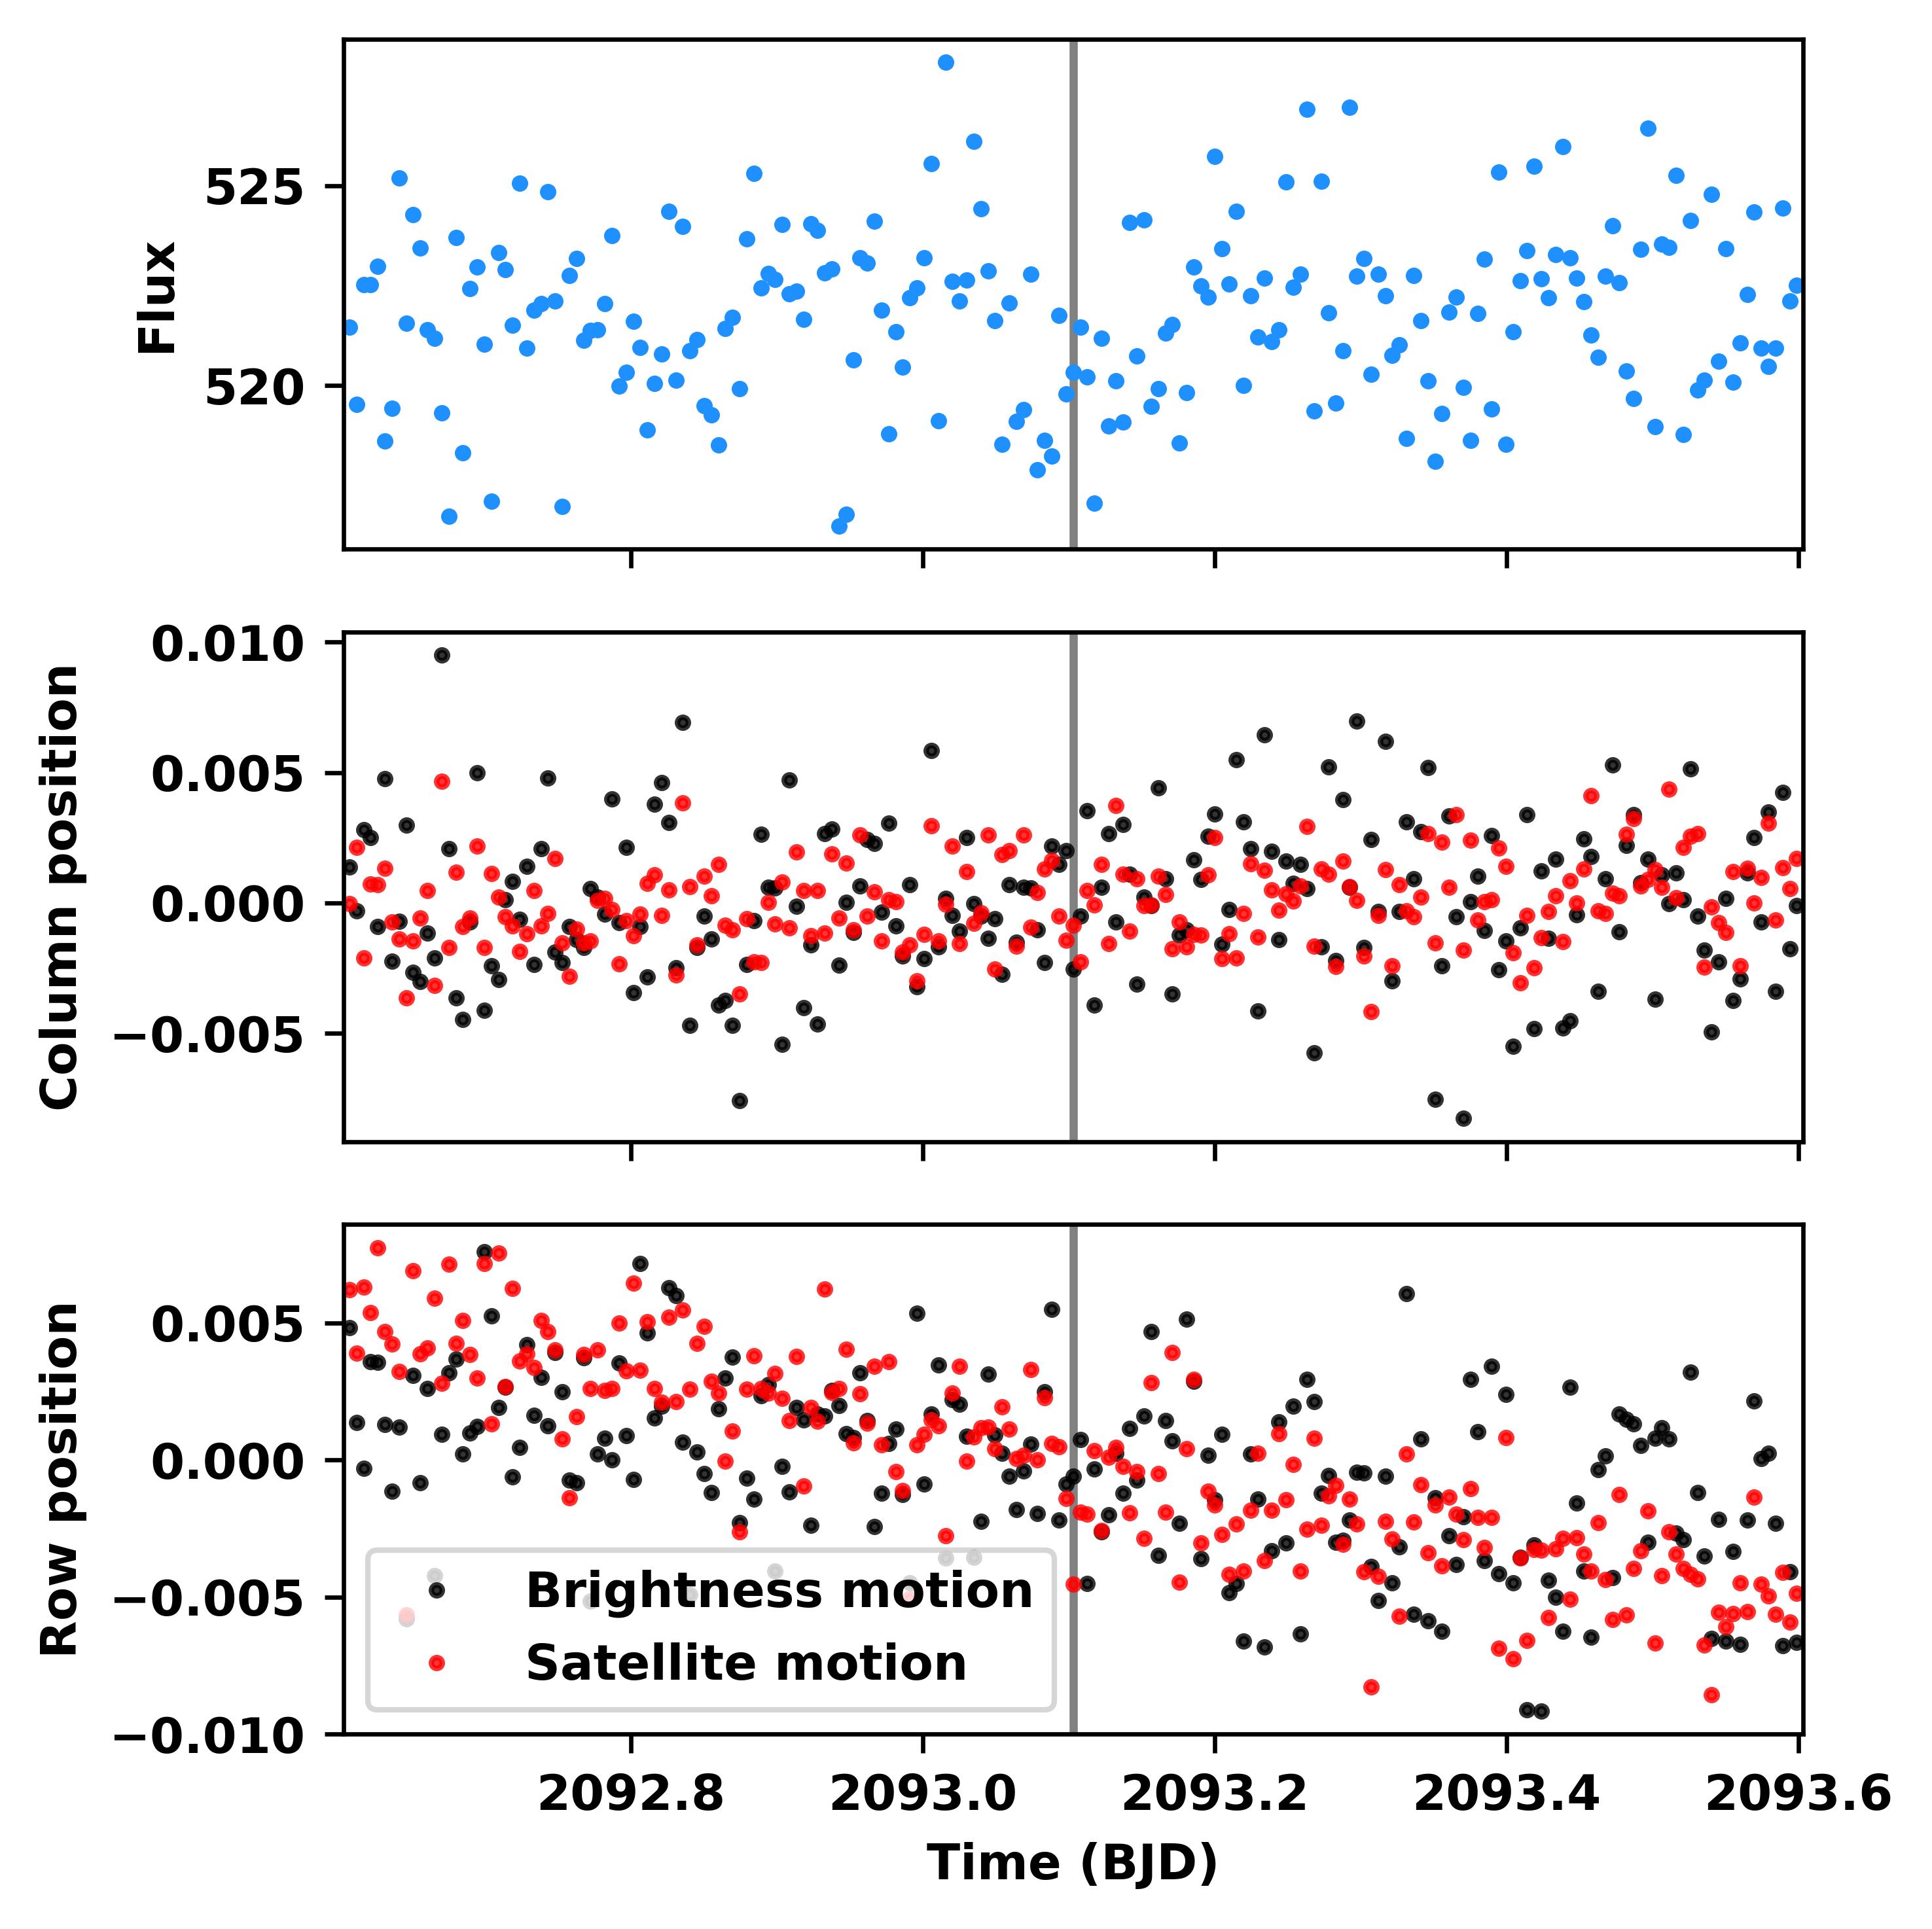 Flux
525
520
Column position
0.010
0.005
0.000
−0.005
Row position
0.005
0.000
−0.005
−0.010
Brightness motion
Satellite motion
2092.8 2093.0 2093.2 2093.4 2093.6
Time (BJD)